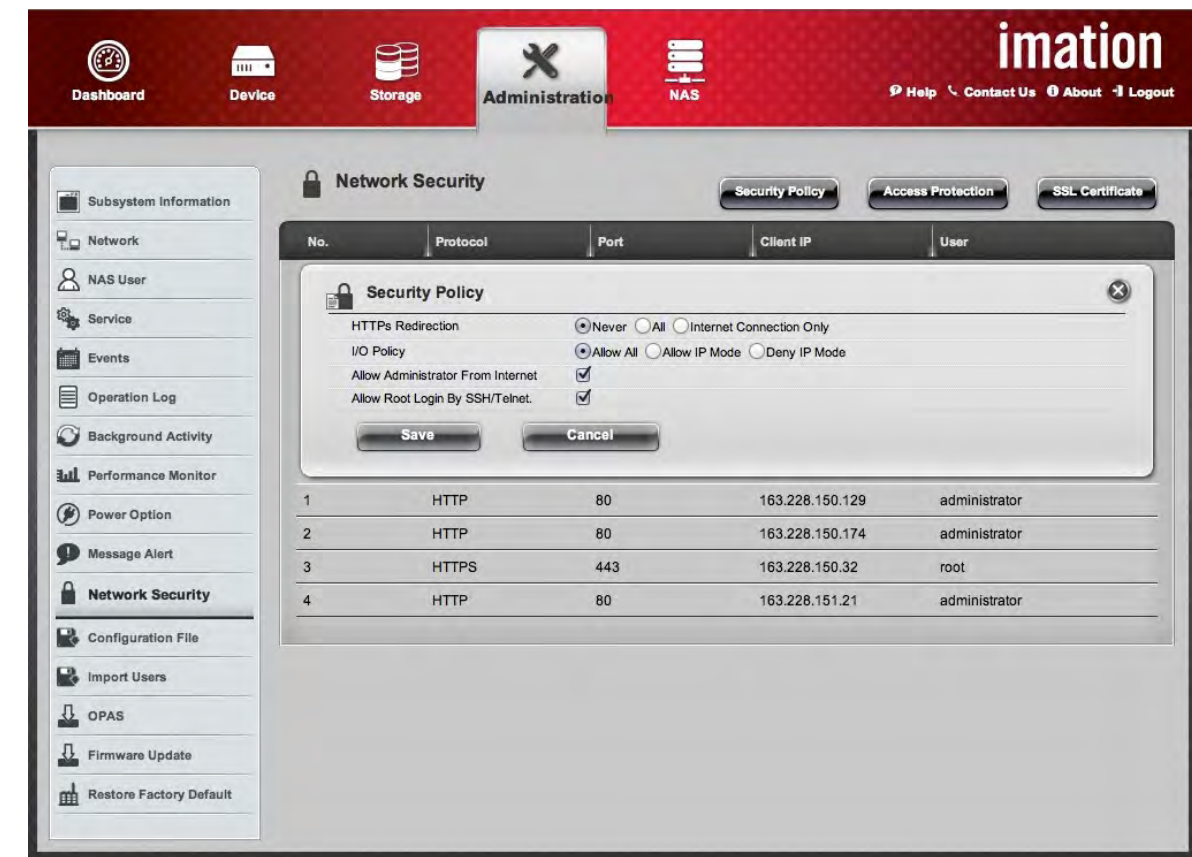 imation
Dashboard Device Storage Administration NAS
Help Contact Us About Logout
Subsystem Information
Network
NAS User
Service
Events
Operation Log
Background Activity
Performance Monitor
Power Option
Message Alert
Network Security
Configuration File
Import Users
OPAS
Firmware Update
Restore Factory Default
Network Security
Security Policy Access Protection SSL Certificate
No. Protocol Port Client IP User
Security Policy
HTTPs Redirection Never All Internet Connection Only
I/O Policy Allow All Allow IP Mode Deny IP Mode
Allow Administrator From Internet
Allow Root Login By SSH/Telnet.
Save Cancel
1 HTTP 80 163.228.150.129 administrator
2 HTTP 80 163.228.150.174 administrator
3 HTTPS 443 163.228.150.32 root
4 HTTP 80 163.228.151.21 administrator